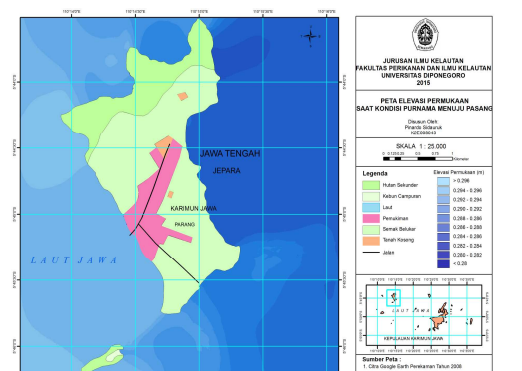 JAWA TENGAH
JEPARA
KARIMUN JAWA
PARANG
LAUT JAWA
JURUSAN ILMU KELAUTAN
FAKULTAS PERIKANAN DAN ILMU KELAUTAN
UNIVERSITAS DIPONEGORO
2015
PETA ELEVASI PERMUKAAN
SAAT KONDISI PURNAMA MENUJU PASANG
Disusun Oleh
Pinardo Sidauruk
SKALA 1 : 25.000
Kilometer
Legenda
Hutan Sekunder
Kebun Campuran
Laut
Pemukiman
Semak Belukar
Tanah Kosong
Jalan
Elevasi Permukaan (m)
> 0.296
0.294 - 0.296
0.292 - 0.294
0.290 - 0.292
0.288 - 0.286
0.286 - 0.288
0.284 - 0.286
0.282 - 0.284
0.280 - 0.282
< 0.28
LAUT JAWA
KEPULAUAN KARIMUN JAWA
Sumber Peta :
1. Citra Google Earth Perekaman Tahun 2008